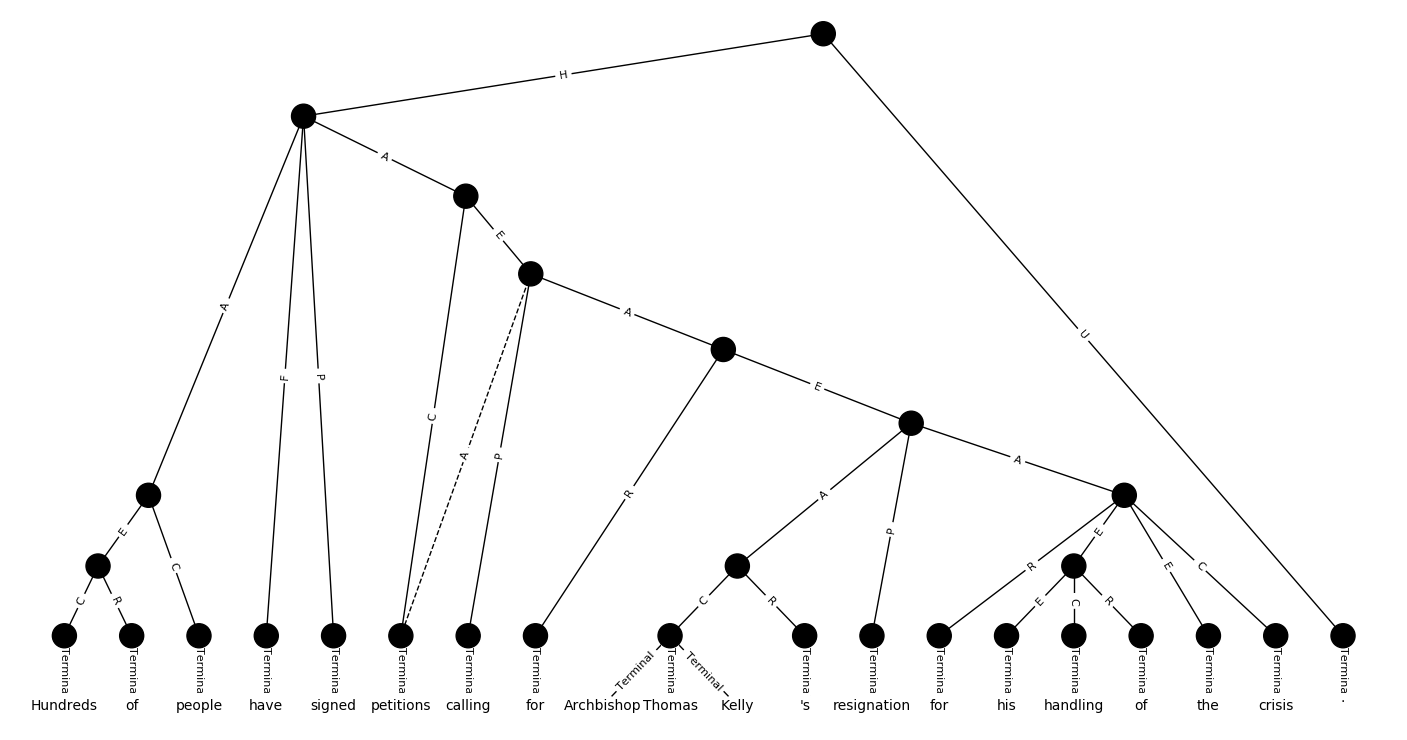 H
A
E
A U
A E
F P C A
A P R A P
E C R E E C
C R C R E C R
Termina Termina Termina Termina Termina Termina Termina Termina Terminal Termina Terminal Termina Termina Termina Termina Termina Termina Termina Termina Termina
Hundreds of people have signed petitions calling for Archbishop Thomas Kelly 's resignation for his handling of the crisis .